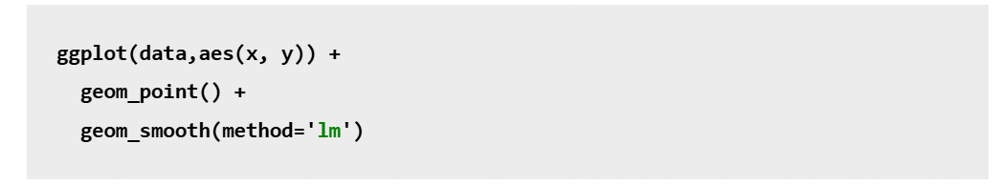 ggplot(data,aes(x, y)) +
  geom_point() +
  geom_smooth(method='lm')